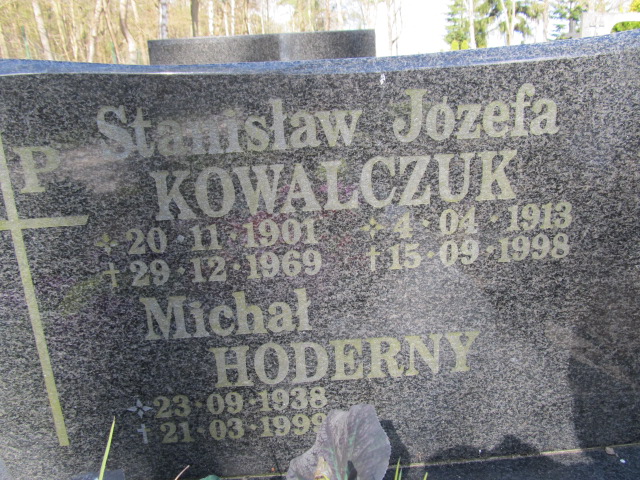 Stanisław Józefa
P
KOWALCZUK
20·11·1901 4·04·1913
29·12·1969 15·09·1998
Michał
HODERNY
23·09·1938
21·03·1999